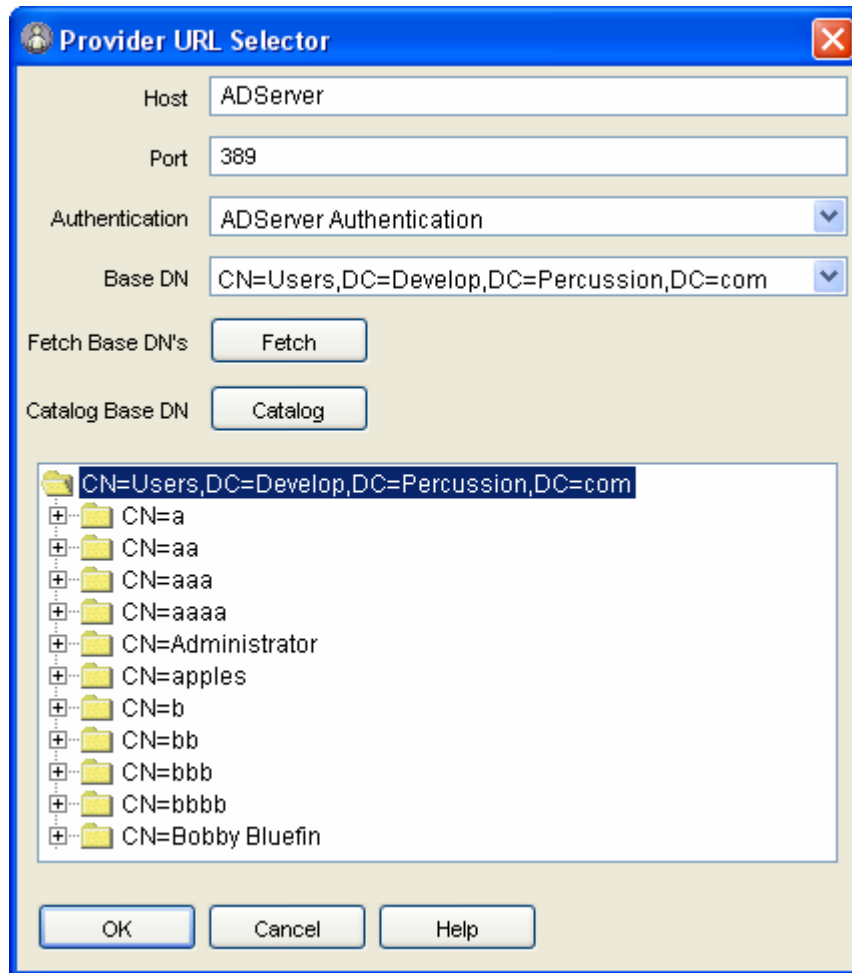 Provider URL Selector
Host ADServer
Port 389
Authentication ADServer Authentication
Base DN CN=Users,DC=Develop,DC=Percussion,DC=com
Fetch Base DN's Fetch
Catalog Base DN Catalog
CN=Users,DC=Develop,DC=Percussion,DC=com
CN=a
CN=aa
CN=aaa
CN=aaaa
CN=Administrator
CN=apples
CN=b
CN=bb
CN=bbb
CN=bbbb
CN=Bobby Bluefin
OK Cancel Help